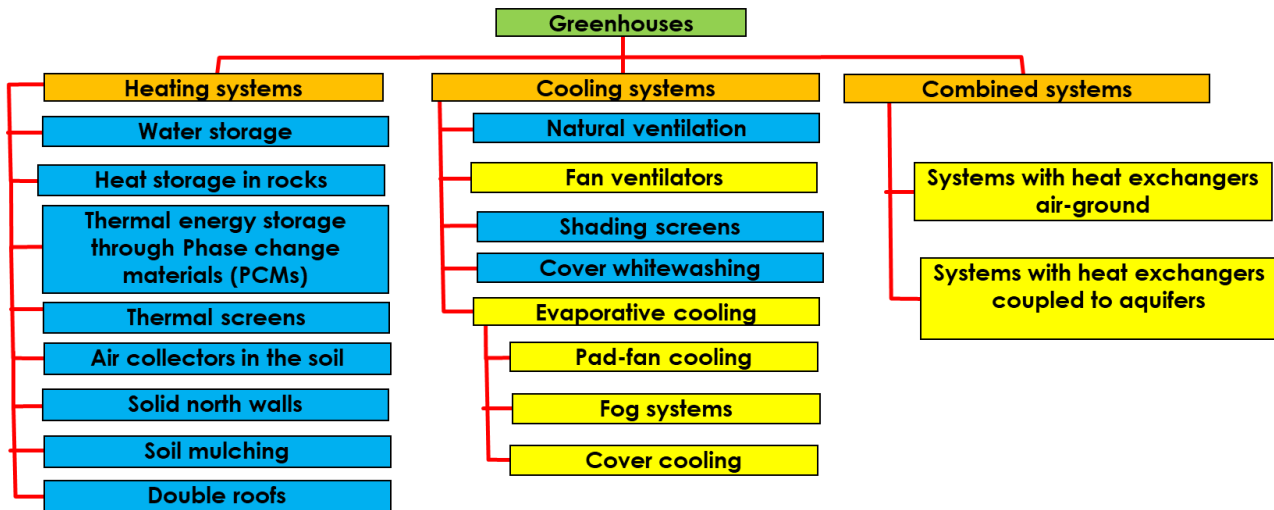 Greenhouses
Heating systems
Water storage
Heat storage in rocks
Thermal energy storage
through Phase change
materials (PCMs)
Thermal screens
Air collectors in the soil
Solid north walls
Soil mulching
Double roofs
Cooling systems
Natural ventilation
Fan ventilators
Shading screens
Cover whitewashing
Evaporative cooling
Pad-fan cooling
Fog systems
Cover cooling
Combined systems
Systems with heat exchangers
air-ground
Systems with heat exchangers
coupled to aquifers